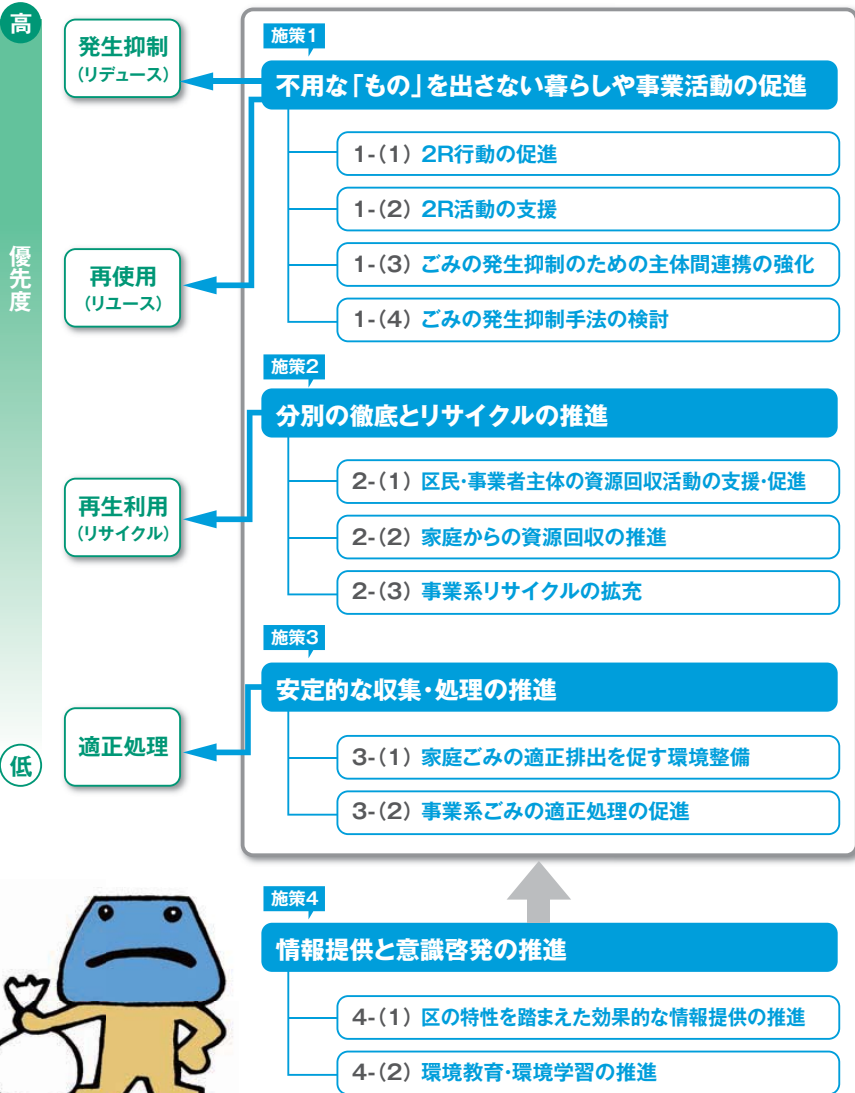 高
優先度
低
発生抑制
(リデュース)
再使用
(リユース)
再生利用
(リサイクル)
適正処理
施策1
不用な「もの」を出さない暮らしや事業活動の促進
1-(1) 2R行動の促進
1-(2) 2R活動の支援
1-(3) ごみの発生抑制のための主体間連携の強化
1-(4) ごみの発生抑制手法の検討
施策2
分別の徹底とリサイクルの推進
2-(1) 区民・事業者主体の資源回収活動の支援・促進
2-(2) 家庭からの資源回収の推進
2-(3) 事業系リサイクルの拡充
施策3
安定的な収集・処理の推進
3-(1) 家庭ごみの適正排出を促す環境整備
3-(2) 事業系ごみの適正処理の促進
施策4
情報提供と意識啓発の推進
4-(1) 区の特性を踏まえた効果的な情報提供の推進
4-(2) 環境教育・環境学習の推進